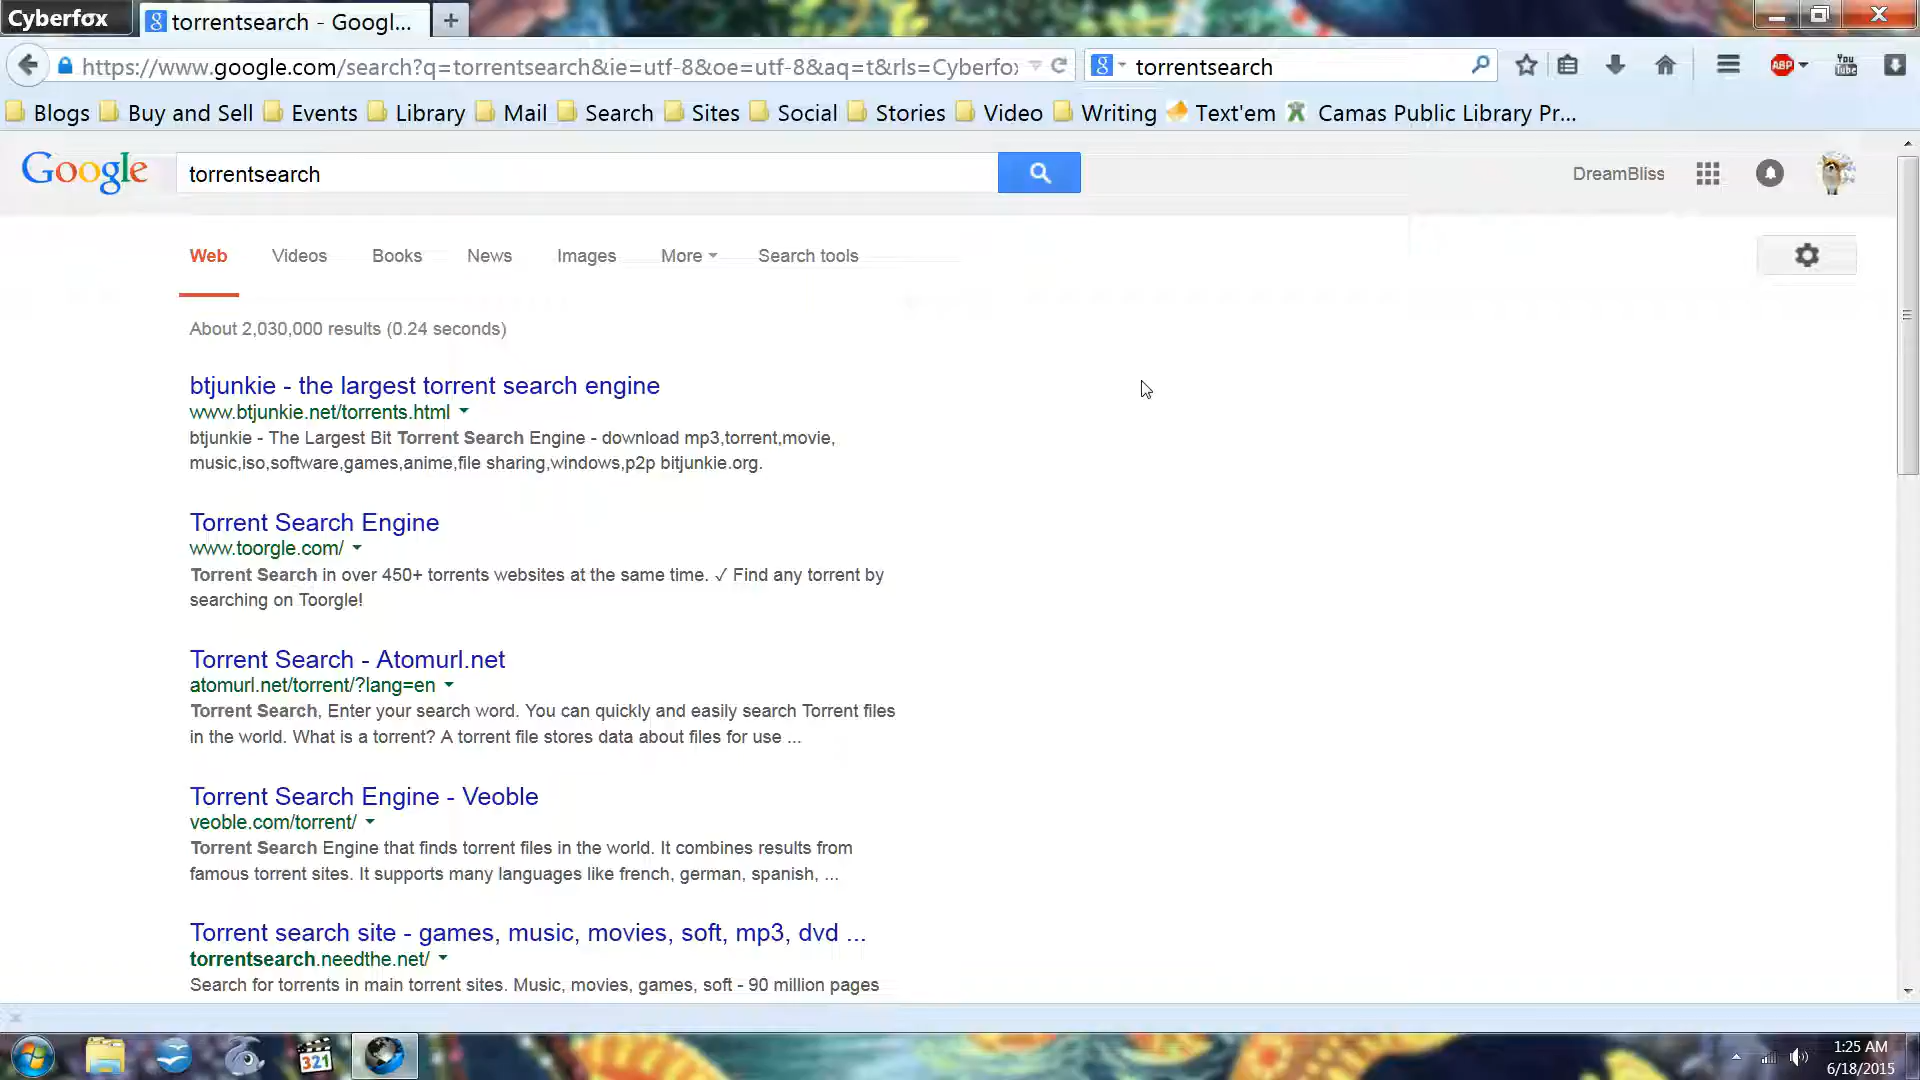 Cyberfox
torrentsearch - Googl...
https://www.google.com/search?q=torrentsearch&ie=utf-8&oe=utf-8&aq=t&rls=Cyberfo
torrentsearch
ABP
You Tube
Blogs
Buy and Sell
Events
Library
Mail
Search
Sites
Social
Stories
Video
Writing
Text'em
Camas Public Library Pr...
Google
torrentsearch
DreamBliss
Web
Videos
Books
News
Images
More
Search tools
About 2,030,000 results (0.24 seconds)
btjunkie - the largest torrent search engine
www.btjunkie.net/torrents.html
btjunkie - The Largest Bit Torrent Search Engine - download mp3,torrent,movie,
music,iso,software,games,anime,file sharing,windows,p2p bitjunkie.org.
Torrent Search Engine
www.toorgle.com/
Torrent Search in over 450+ torrents websites at the same time. ✓ Find any torrent by
searching on Toorgle!
Torrent Search - Atomurl.net
atomurl.net/torrent/?lang=en
Torrent Search, Enter your search word. You can quickly and easily search Torrent files
in the world. What is a torrent? A torrent file stores data about files for use ...
Torrent Search Engine - Veoble
veoble.com/torrent/
Torrent Search Engine that finds torrent files in the world. It combines results from
famous torrent sites. It supports many languages like french, german, spanish, ...
Torrent search site - games, music, movies, soft, mp3, dvd ...
torrentsearch.needthe.net/
Search for torrents in main torrent sites. Music, movies, games, soft - 90 million pages
321
1:25 AM
6/18/2015